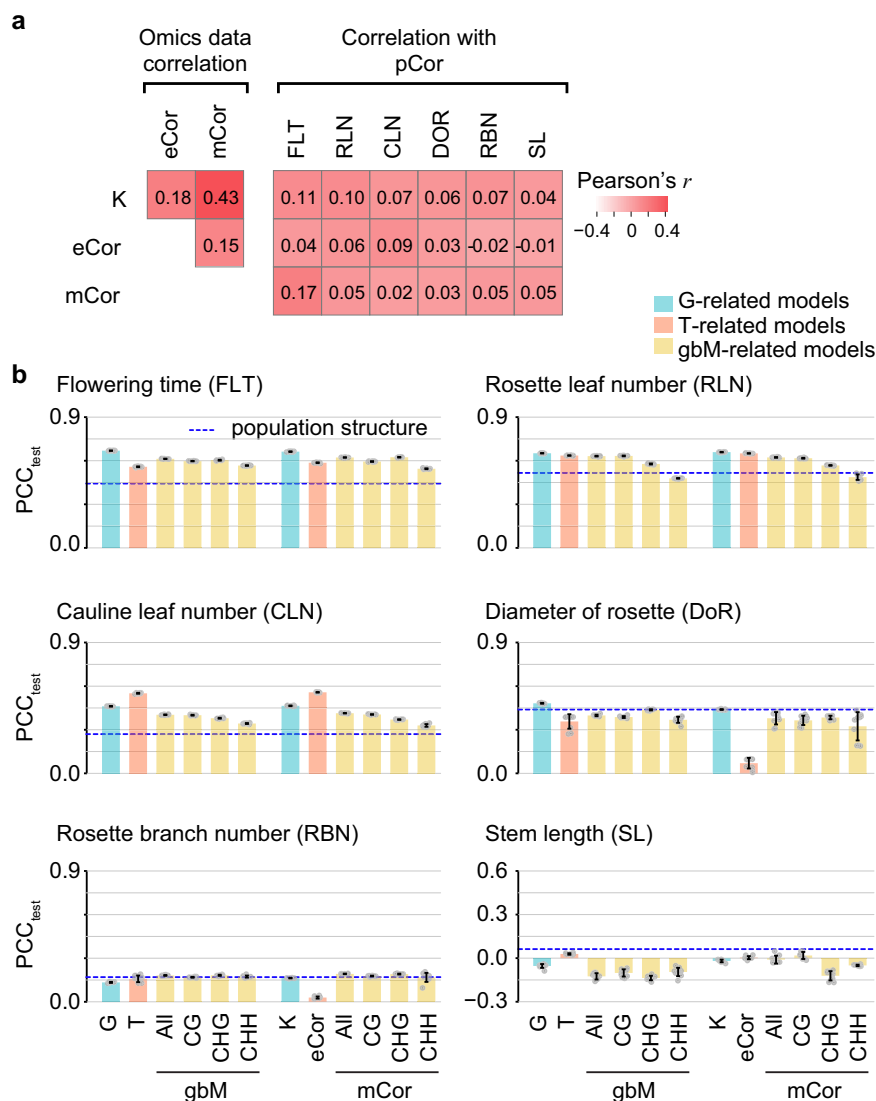 a
Omics data
correlation
Correlation with
pCor
eCor
mCor
FLT
RLN
CLN
DOR
RBN
SL
K
0.18
0.43
0.11
0.10
0.07
0.06
0.07
0.04
eCor
0.15
0.04
0.06
0.09
0.03
-0.02
-0.01
mCor
0.17
0.05
0.02
0.03
0.05
0.05
Pearson's r
−0.4
0
0.4
G-related models
T-related models
gbM-related models
b
Flowering time (FLT)
0.9
population structure
PCCtest
0.0
Rosette leaf number (RLN)
0.9
0.0
Cauline leaf number (CLN)
0.9
PCCtest
0.0
Diameter of rosette (DoR)
0.9
0.0
Rosette branch number (RBN)
0.9
PCCtest
0.0
Stem length (SL)
0.6
0.3
0.0
−0.3
G
T
All
CG
CHG
CHH
K
eCor
All
CG
CHG
CHH
gbM
mCor
G
T
All
CG
CHG
CHH
K
eCor
All
CG
CHG
CHH
gbM
mCor